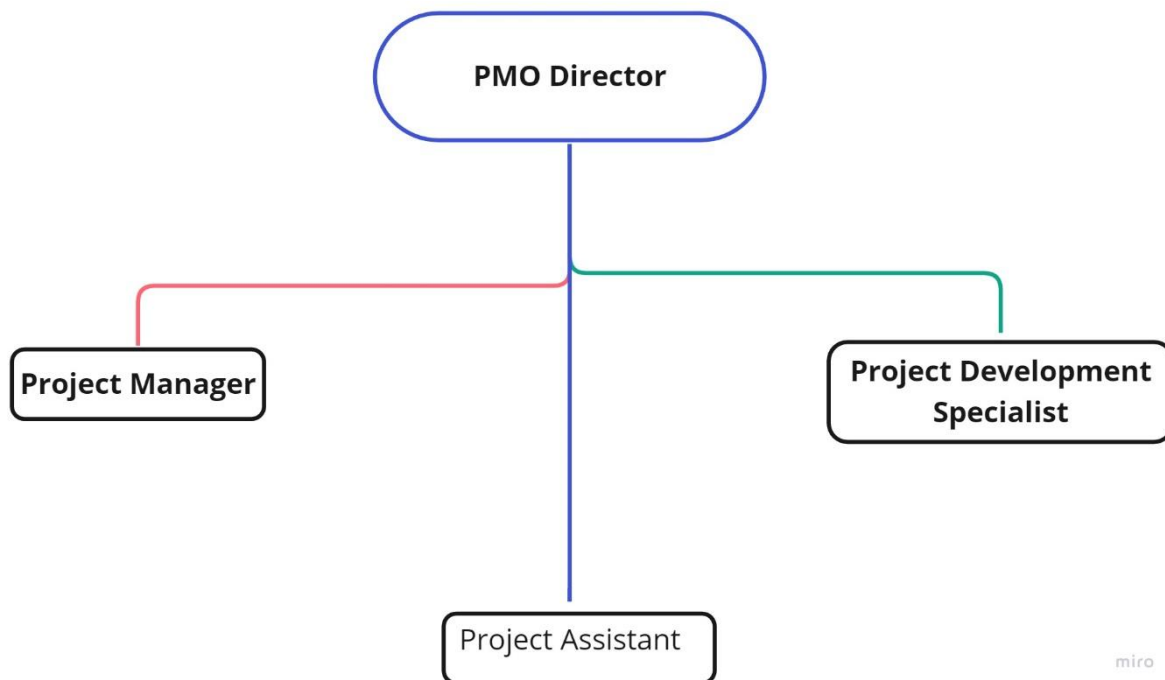 PMO Director
Project Manager
Project Development
Specialist
Project Assistant
miro